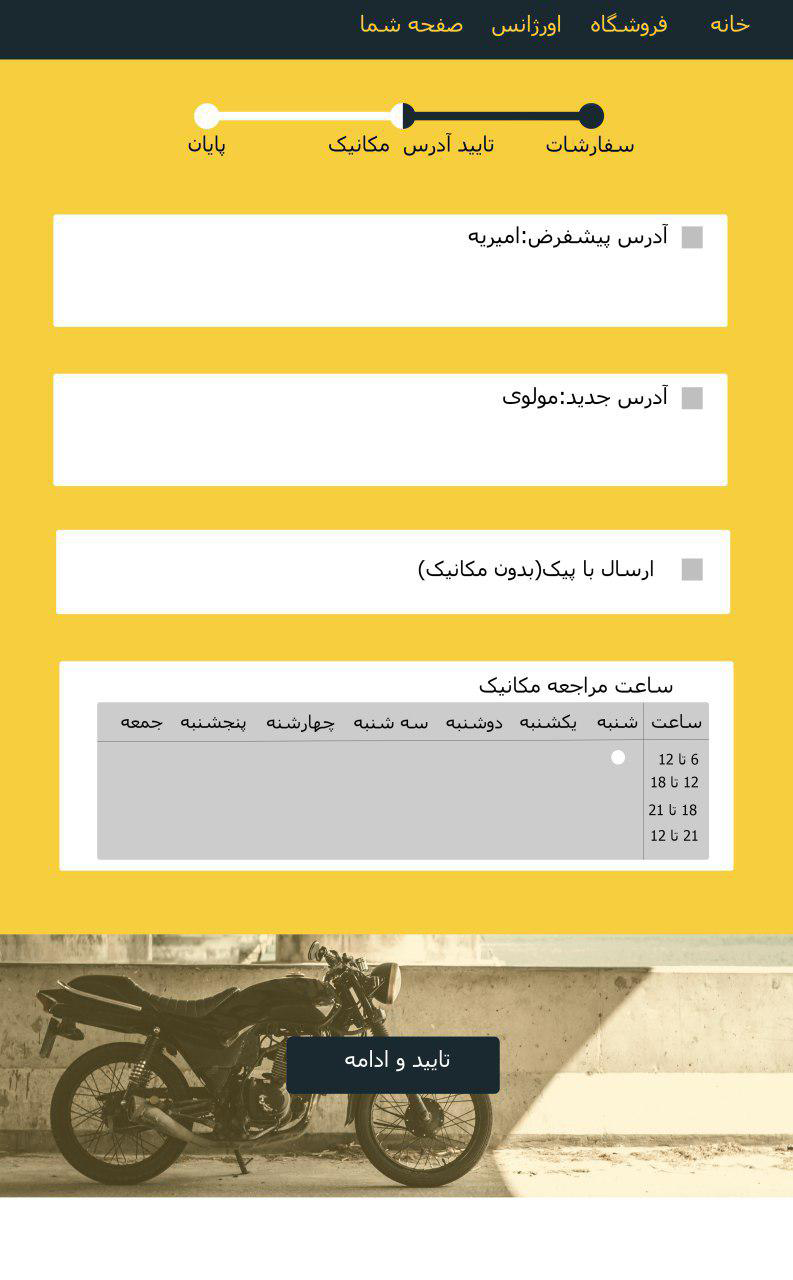 خانه فروشگاه اورژانس صفحه شما
سفارشات تایید آدرس مکانیک پایان
آدرس پیشفرض:امیریه
آدرس جدید:مولوی
ارسال با پیک(بدون مکانیک)
ساعت مراجعه مکانیک
ساعت شنبه یکشنبه دوشنبه سه شنبه چهارشنه پنجشنبه جمعه
6 تا 12
12 تا 18
18 تا 21
21 تا 12
تایید و ادامه